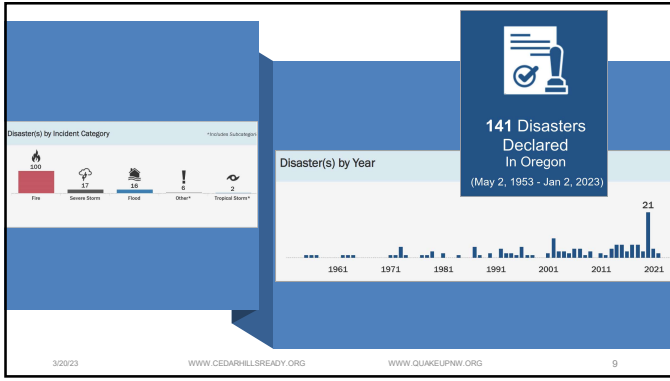 141 Disasters
Declared
In Oregon
(May 2, 1953 - Jan 2, 2023)
Disaster(s) by Incident Category
*Includes Subcategori
100
17
16
6
2
Fire
Severe Storm
Flood
Other*
Tropical Storm*
Disaster(s) by Year
21
1961
1971
1981
1991
2001
2011
2021
3/20/23
WWW.CEDARHILLSREADY.ORG
WWW.QUAKEUPNW.ORG
9